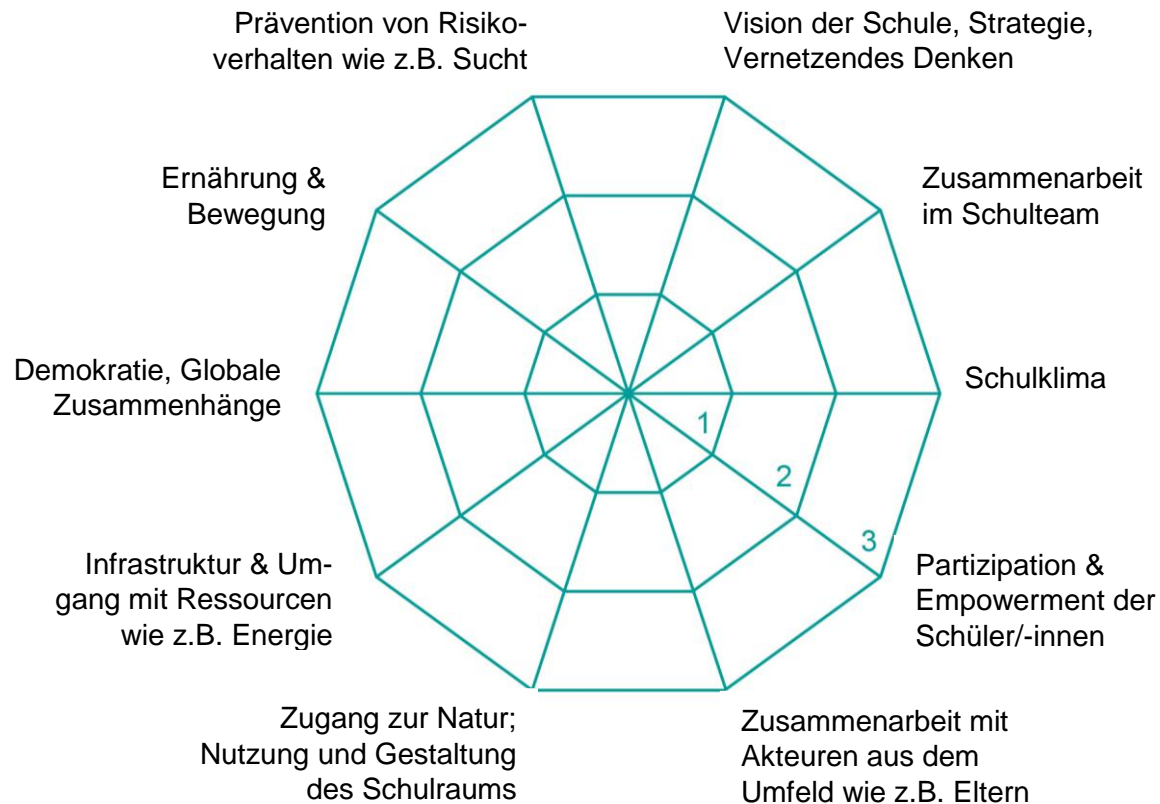 Prävention von Risiko-
verhalten wie z.B. Sucht
Vision der Schule, Strategie,
Vernetzendes Denken
Ernährung &
Bewegung
Zusammenarbeit
im Schulteam
Demokratie, Globale
Zusammenhänge
Schulklima
1
2
3
Infrastruktur & Um-
gang mit Ressourcen
wie z.B. Energie
Partizipation &
Empowerment der
Schüler/-innen
Zugang zur Natur;
Nutzung und Gestaltung
des Schulraums
Zusammenarbeit mit
Akteuren aus dem
Umfeld wie z.B. Eltern